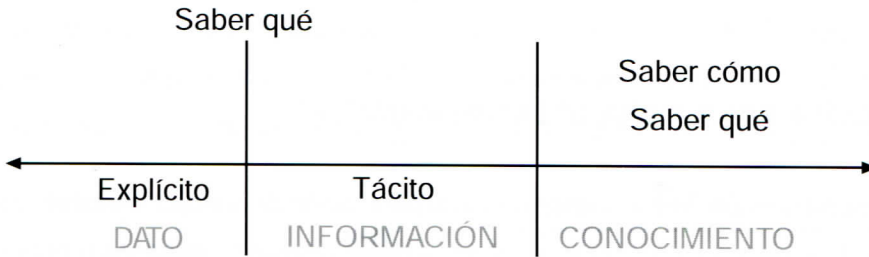 Saber qué
Saber cómo
Saber qué
Explícito Tácito
DATO INFORMACIÓN CONOCIMIENTO